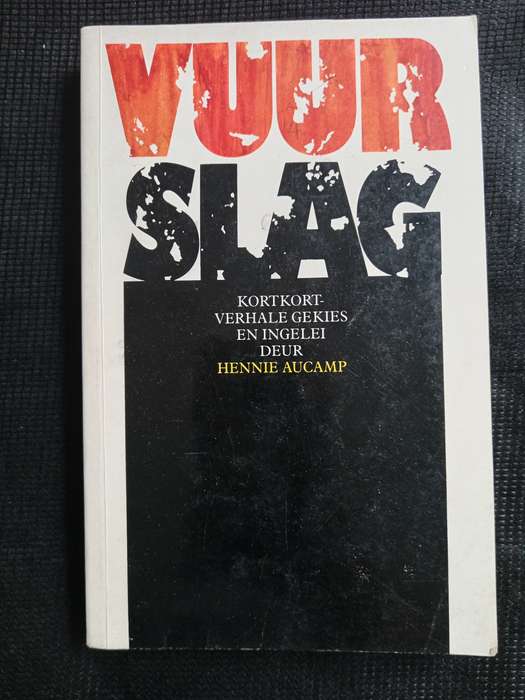 VUUR
SLAG
KORTKORT-
VERHALE GEKIES
EN INGELEI
DEUR
HENNIE AUCAMP